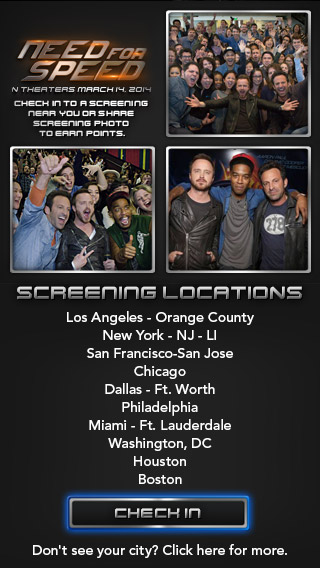 NEED FOR
SPEED
N THEATERS MARCH 14, 2014
CHECK IN TO A SCREENING
NEAR YOU OR SHARE
SCREENING PHOTO
TO EARN POINTS.
278
SCREENING LOCATIONS
Los Angeles - Orange County
New York - NJ - LI
San Francisco-San Jose
Chicago
Dallas - Ft. Worth
Philadelphia
Miami - Ft. Lauderdale
Washington, DC
Houston
Boston
CHECK IN
Don't see your city? Click here for more.